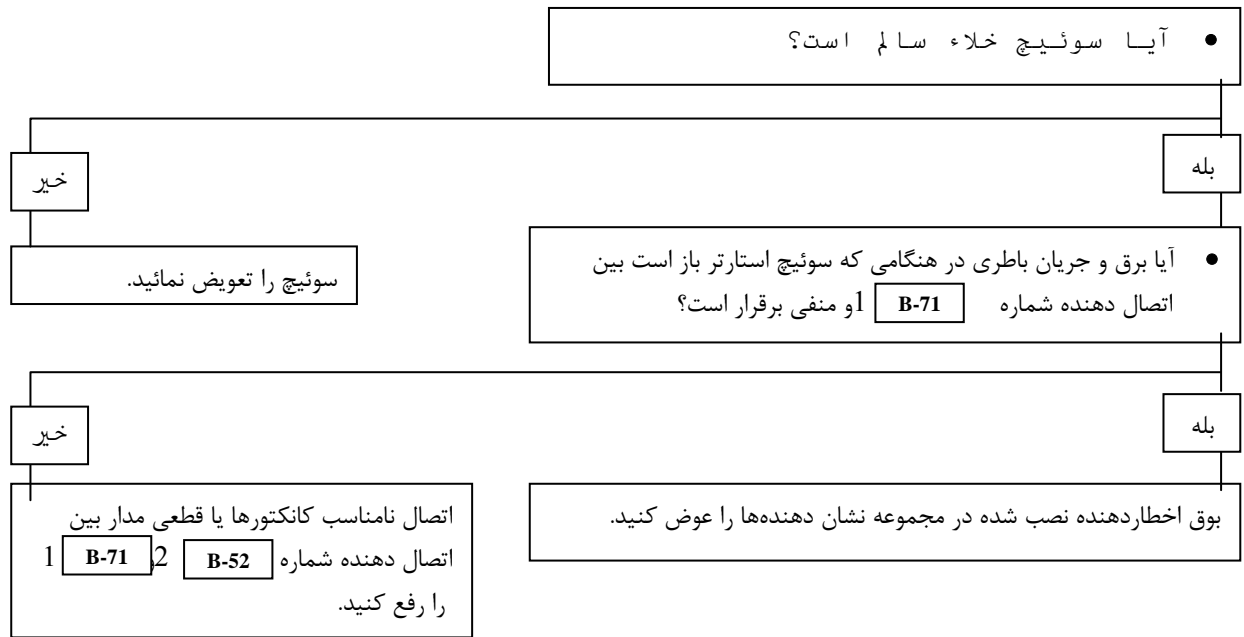 • آیا سوئیچ خلاء سالم است؟
بله
خیر
• آیا برق و جریان باطری در هنگامی که سوئیچ استارتر باز است بین
اتصال دهنده شماره B-71 1و منفی برقرار است؟
سوئیچ را تعویض نمائید.
بله
خیر
بوق اخطاردهنده نصب شده در مجموعه نشان دهنده‌ها را عوض کنید.
اتصال نامناسب کانکتورها یا قطعی مدار بین
اتصال دهنده شماره B-52 2و B-71 1
را رفع کنید.